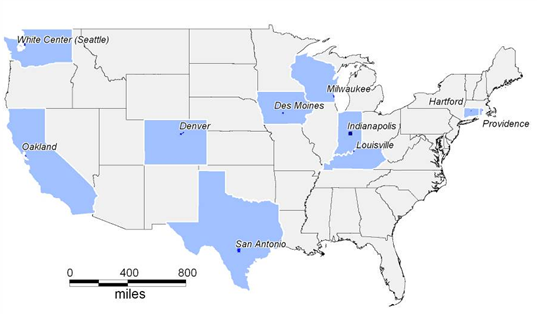 White Center (Seattle)
Milwaukee
Des Moines
Hartford
Providence
Denver
Indianapolis
Oakland
Louisville
San Antonio
0 400 800
miles